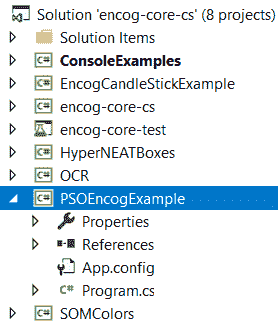 Solution 'encog-core-cs' (8 projects)
Solution Items
ConsoleExamples
EncogCandleStickExample
encog-core-cs
encog-core-test
HyperNEATBoxes
OCR
PSOEncogExample
Properties
References
App.config
Program.cs
SOMColors